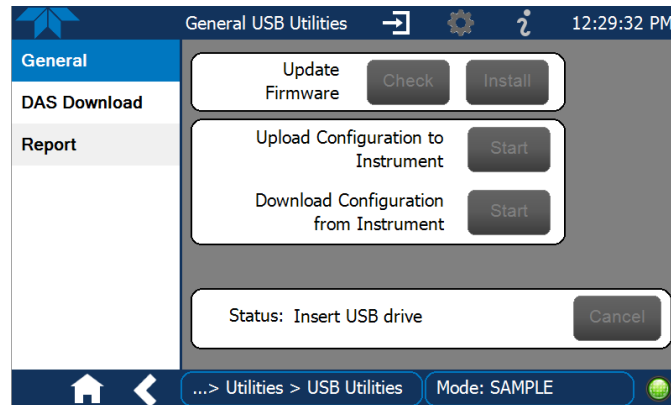 General USB Utilities
12:29:32 PM
General
DAS Download
Report
Update
Firmware
Check
Install
Upload Configuration to
Instrument
Start
Download Configuration
from Instrument
Start
Status: Insert USB drive
Cancel
...> Utilities > USB Utilities
Mode: SAMPLE